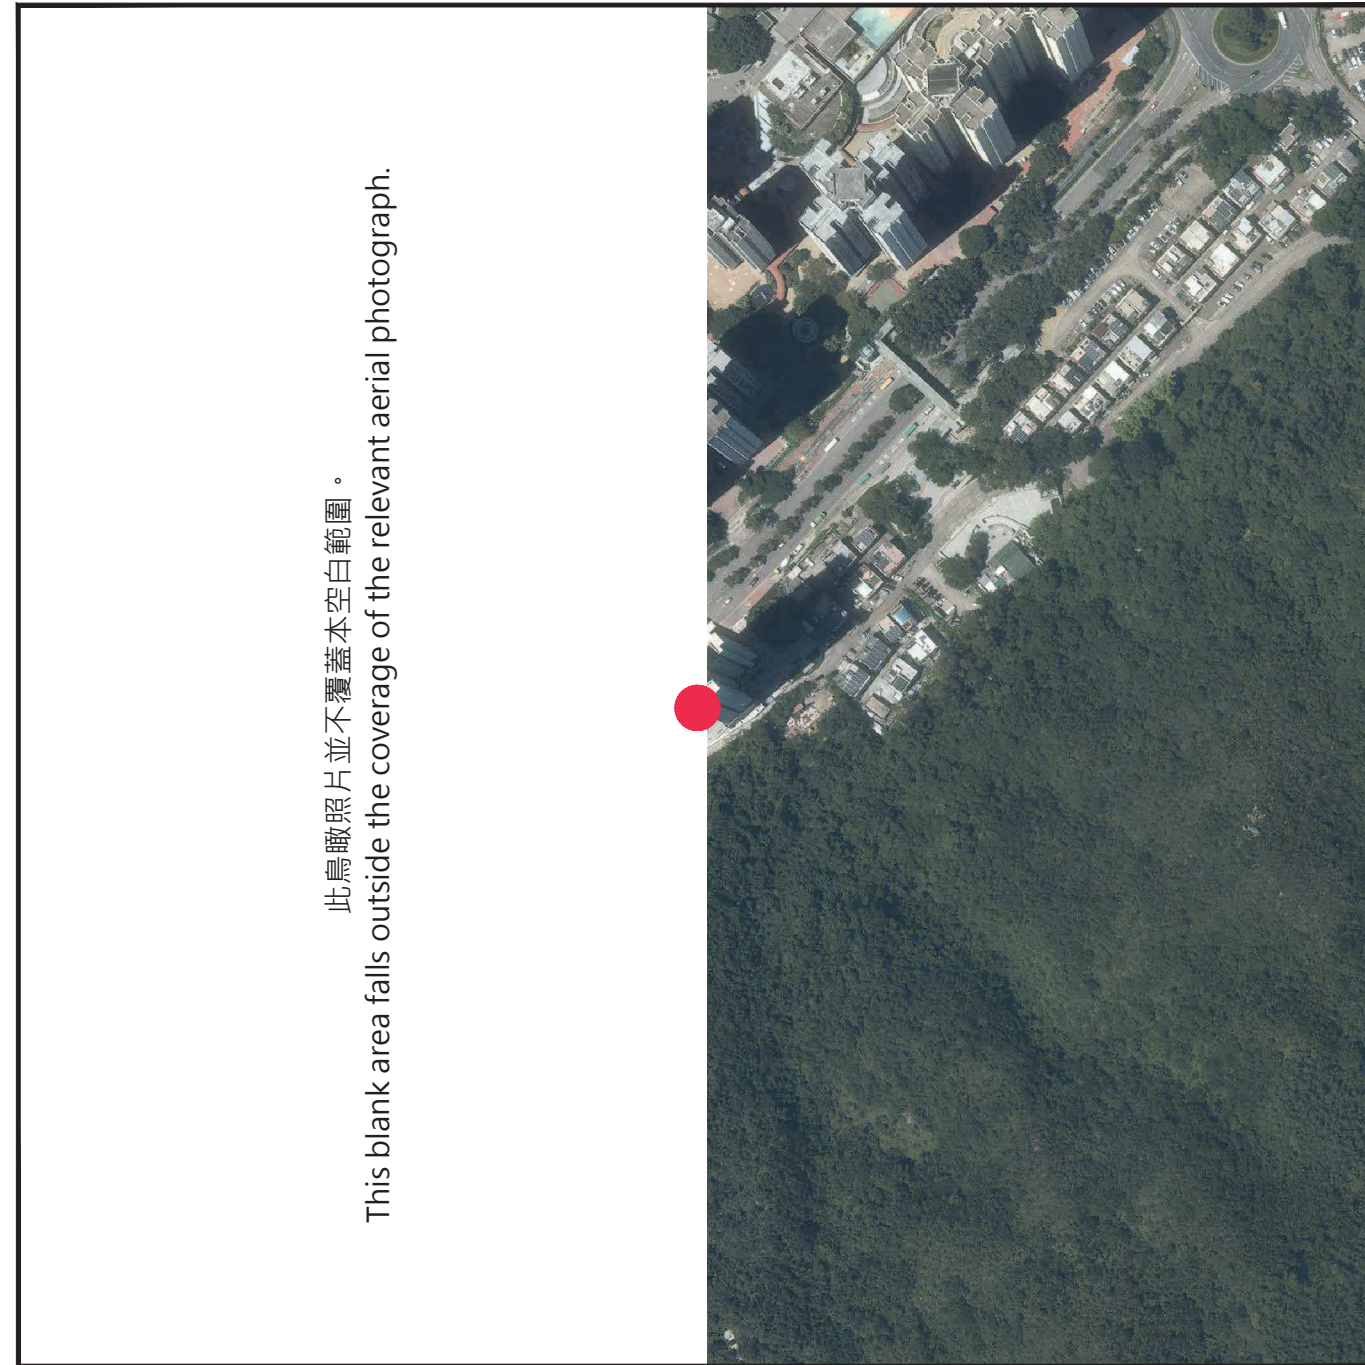 此鳥瞰照片並不覆蓋本空白範圍。
This blank area falls outside the coverage of the relevant aerial photograph.